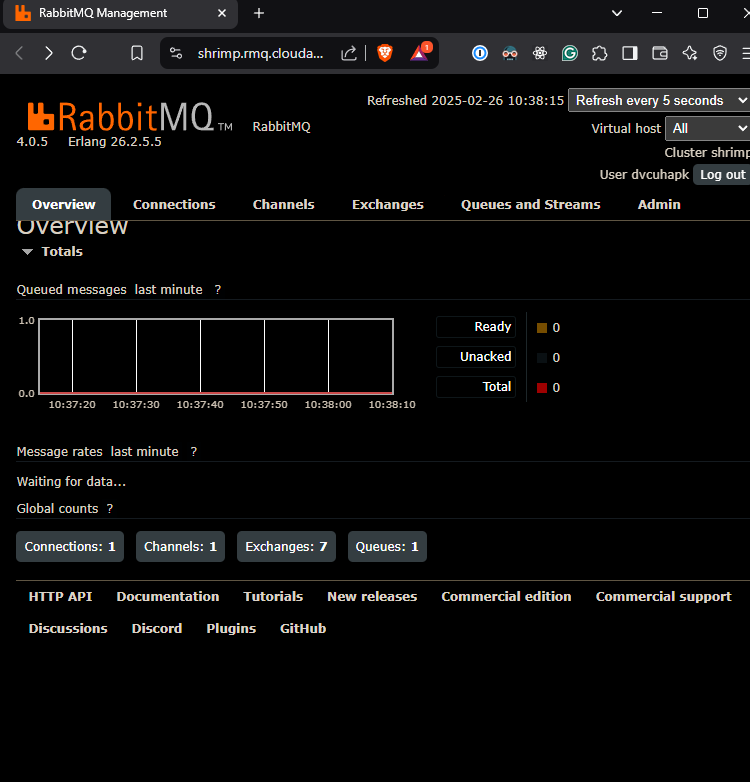 RabbitMQ Management
shrimp.rmq.clouda...
1
RabbitMQ TM RabbitMQ
4.0.5 Erlang 26.2.5.5
Refreshed 2025-02-26 10:38:15 Refresh every 5 seconds
Virtual host All
Cluster shrimp
User dvcuhapk Log out
Overview Connections Channels Exchanges Queues and Streams Admin
Overview
Totals
Queued messages last minute ?
1.0
0.0
10:37:20 10:37:30 10:37:40 10:37:50 10:38:00 10:38:10
Ready 0
Unacked 0
Total 0
Message rates last minute ?
Waiting for data...
Global counts ?
Connections: 1 Channels: 1 Exchanges: 7 Queues: 1
HTTP API Documentation Tutorials New releases Commercial edition Commercial support
Discussions Discord Plugins GitHub